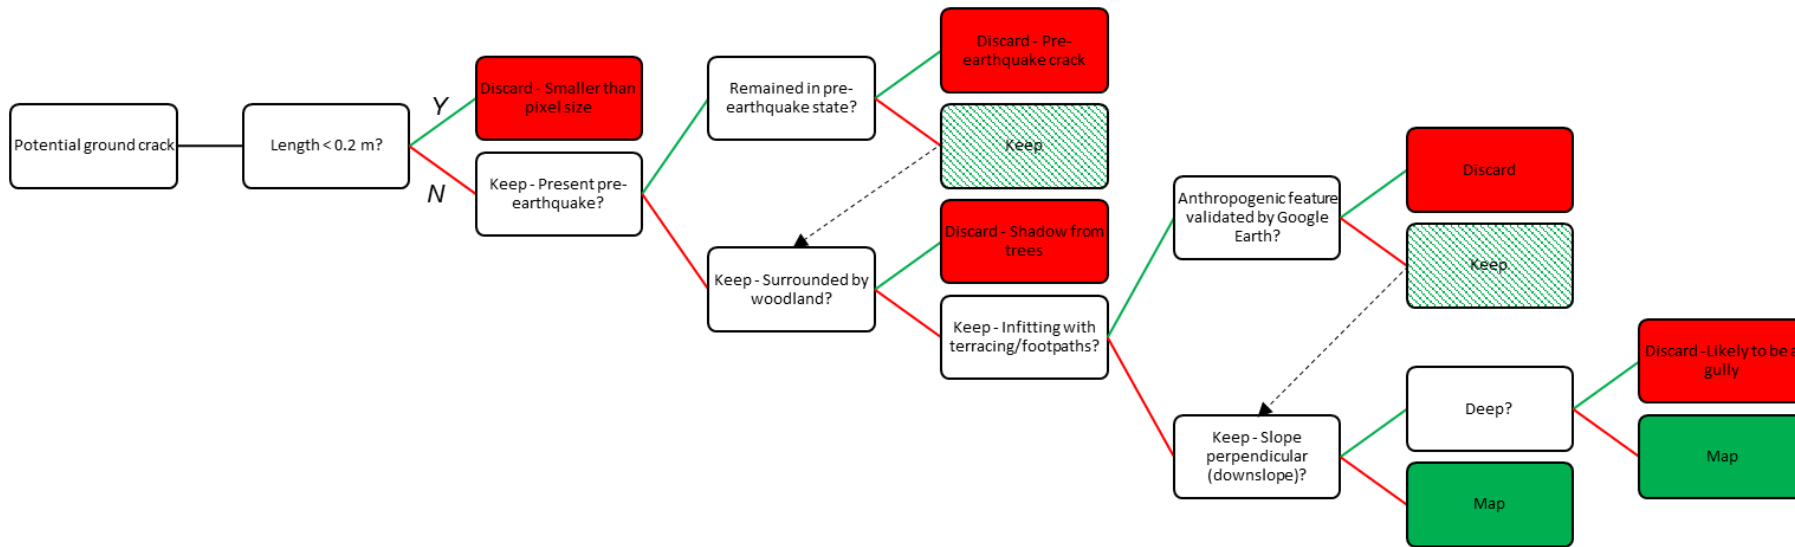 Potential ground crack
Length < 0.2 m?
Y
N
Discard - Smaller than
pixel size
Keep - Present pre-
earthquake?
Remained in pre-
earthquake state?
Keep - Surrounded by
woodland?
Discard - Pre-
earthquake crack
Keep
Discard - Shadow from
trees
Keep - Infitting with
terracing/footpaths?
Anthropogenic feature
validated by Google
Earth?
Keep - Slope
perpendicular
(downslope)?
Discard
Keep
Deep?
Map
Discard -Likely to be a
gully
Map